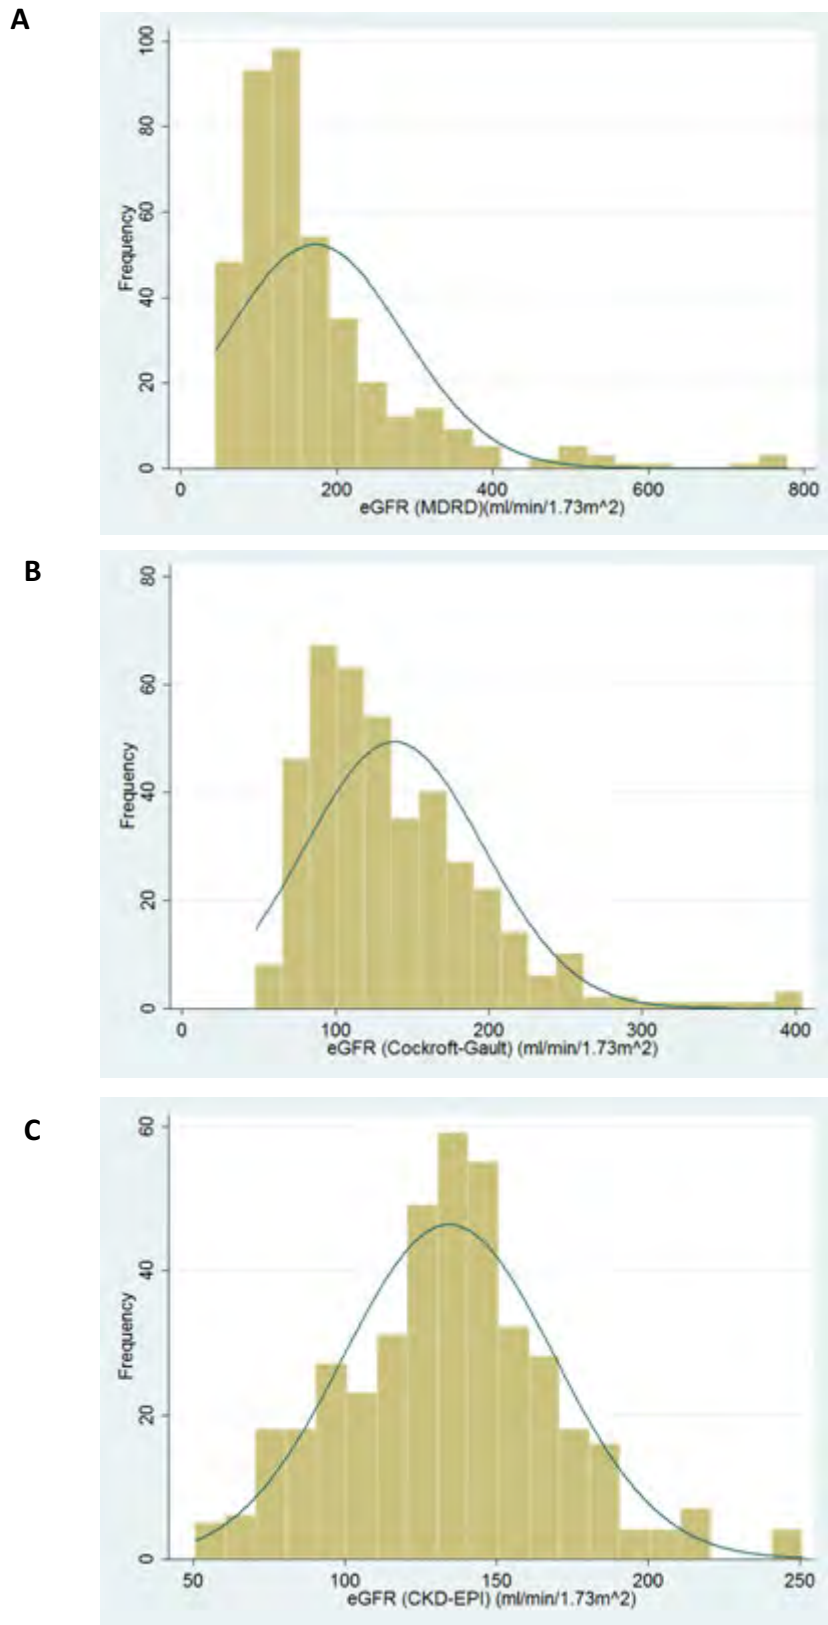 A
100
80
60
40
20
0
Frequency
0 200 400 600 800
eGFR (MDRD)(ml/min/1.73m^2)
B
80
60
40
20
0
Frequency
0 100 200 300 400
eGFR (Cockroft-Gault) (ml/min/1.73m^2)
C
60
40
20
0
Frequency
50 100 150 200 250
eGFR (CKD-EPI) (ml/min/1.73m^2)